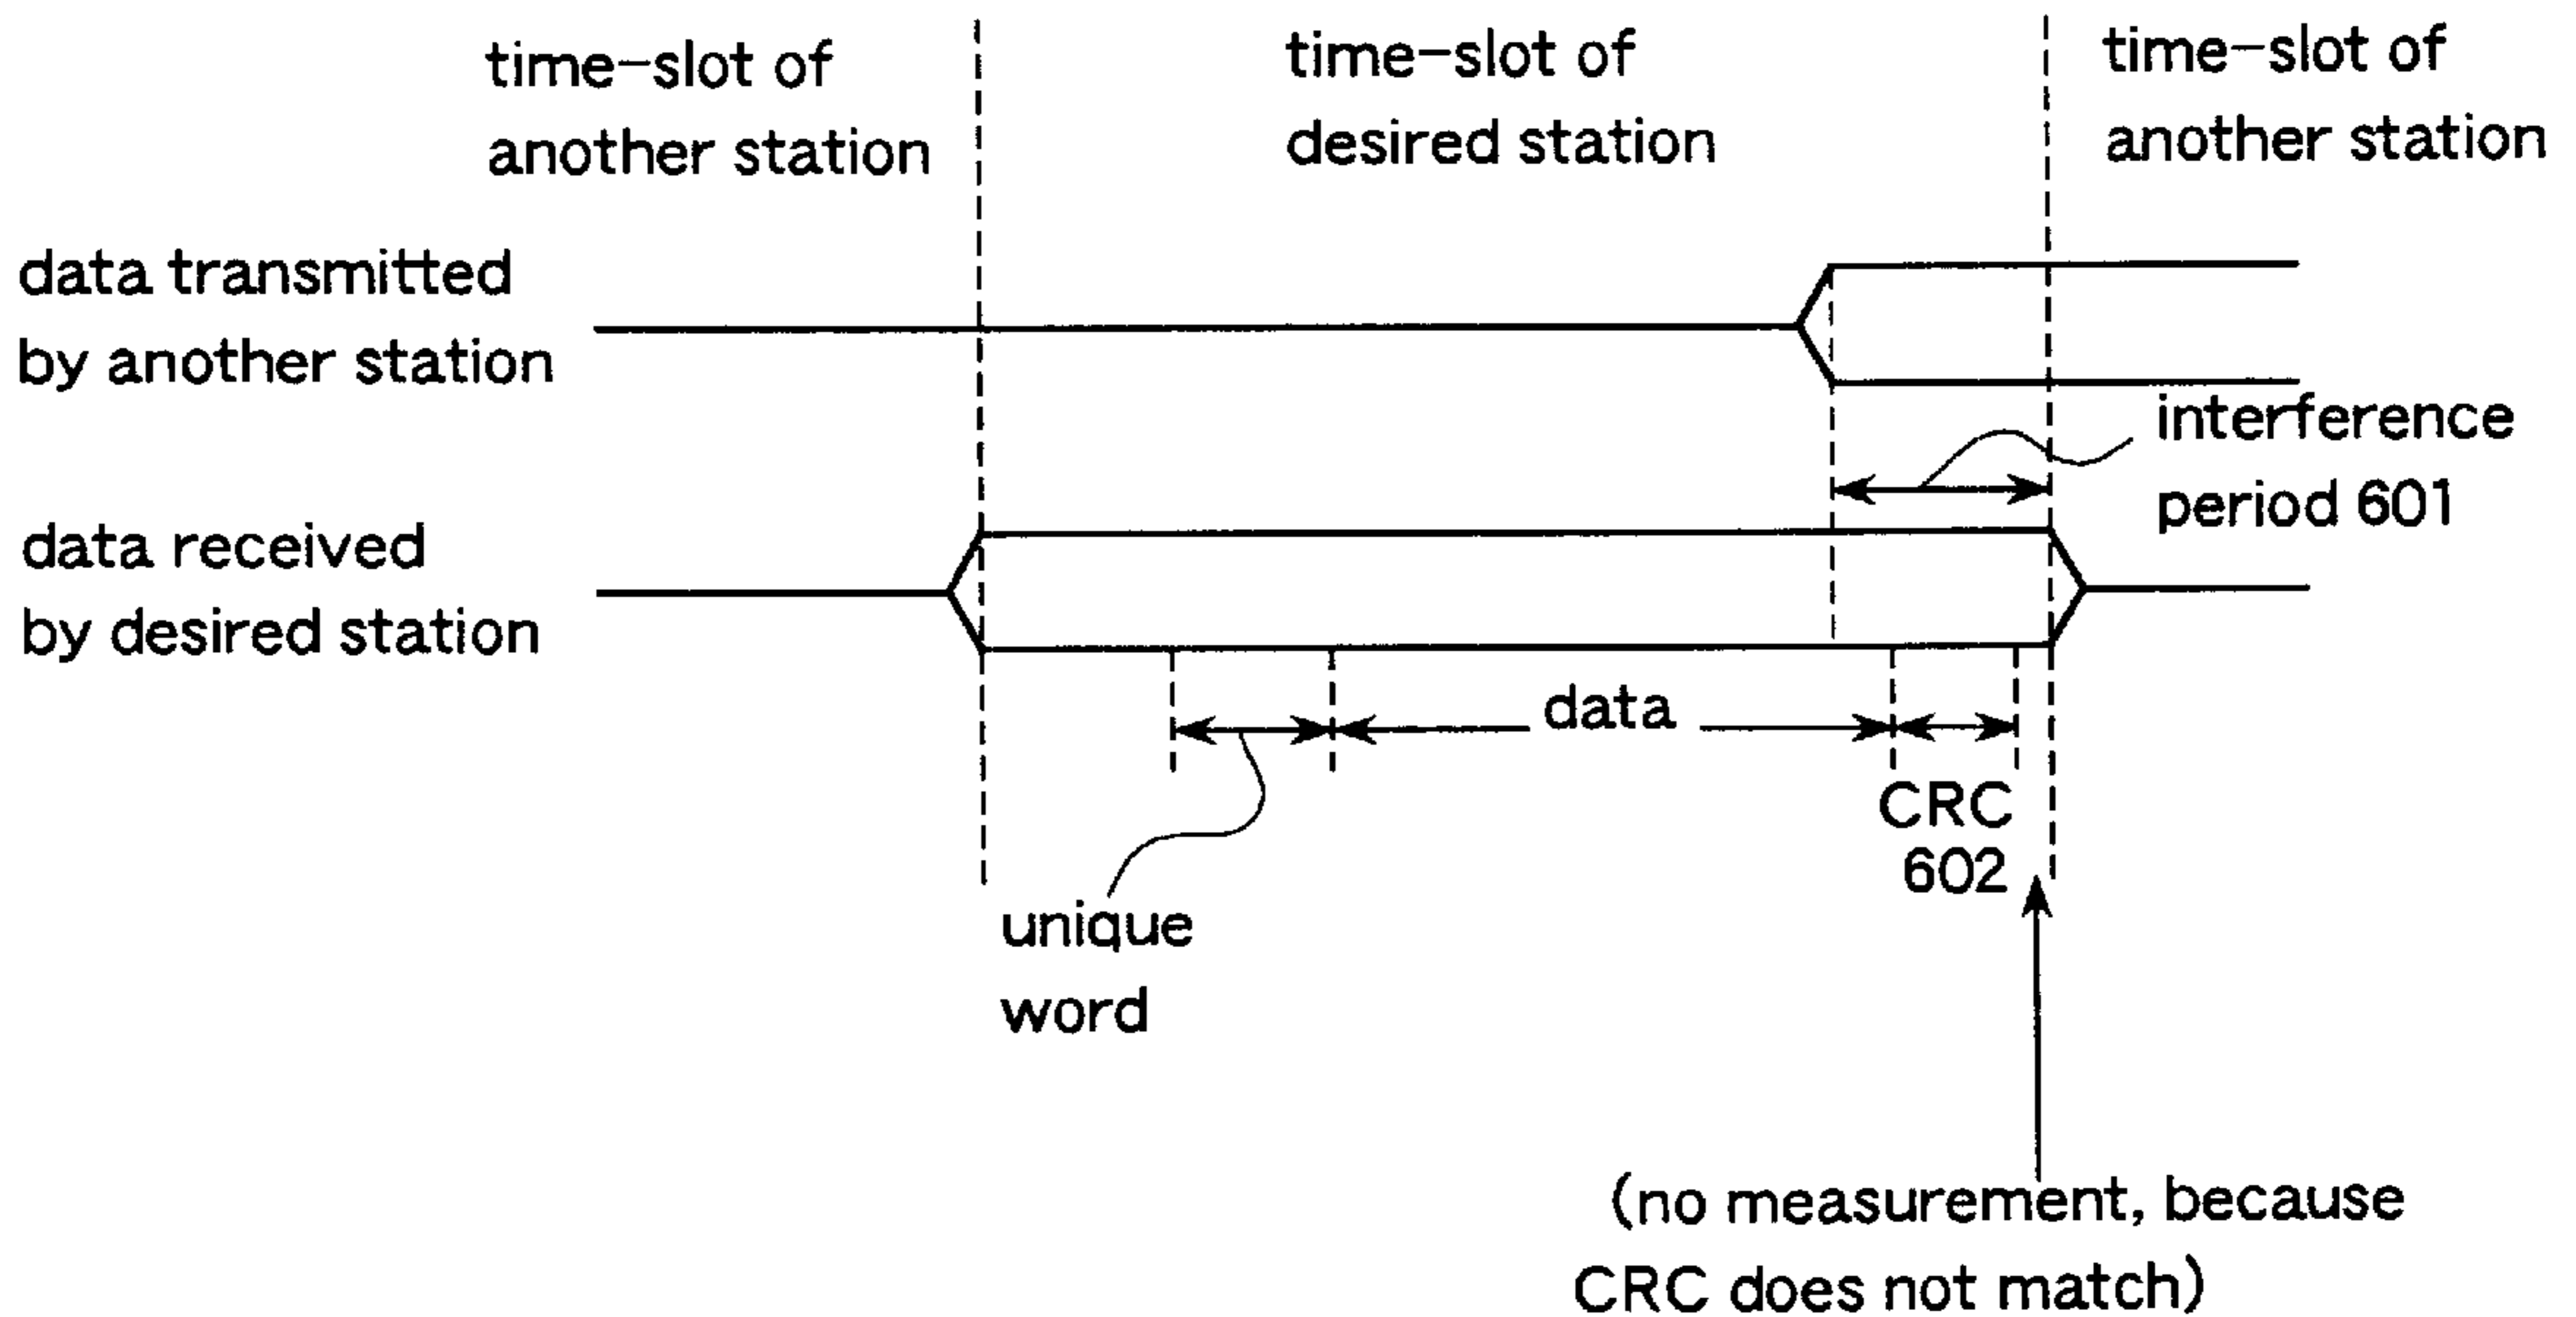 time-slot of
another station
time-slot of
desired station
time-slot of
another station
data transmitted
by another station
interference
period 601
data received
by desired station
data
CRC
602
unique
word
(no measurement, because
CRC does not match)